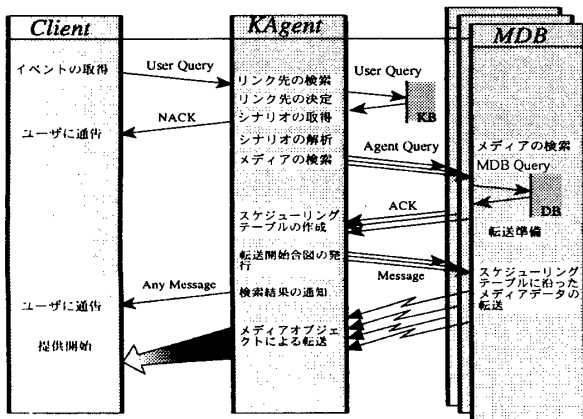 Client
KAgent
MDB
イベントの取得
User Query
リンク先の検索
User Query
リンク先の決定
KB
NACK
シナリオの取得
ユーザに通告
シナリオの解析
Agent Query
メディアの検索
メディアの検索
MDB Query
ACK
DB
スケジューリング
テーブルの作成
転送準備
転送開始合図の発
行
Message
スケジューリング
テーブルに沿った
メディアデータの
転送
Any Message
検索結果の通知
ユーザに通告
メディアオブジェ
クトによる転送
提供開始